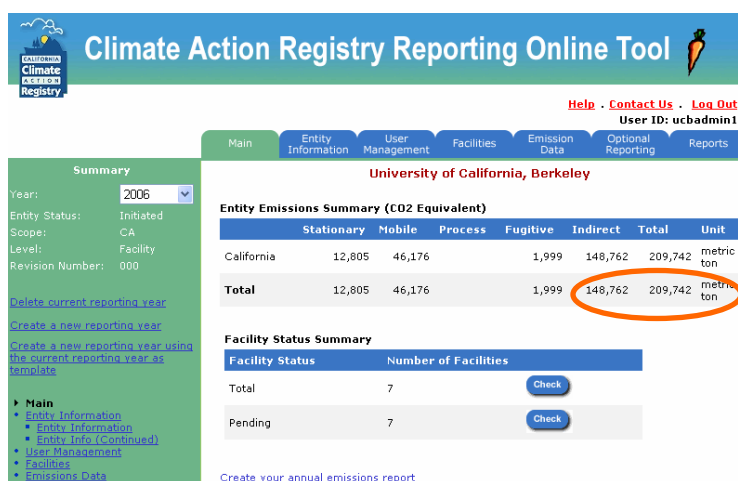 CALIFORNIA
Climate
ACTION
Registry
Climate Action Registry Reporting Online Tool
Help . Contact Us . Log Out
User ID: ucbadmin1
Main Entity Information User Management Facilities Emission Data Optional Reporting Reports
Summary
Year: 2006
Entity Status: Initiated
Scope: CA
Level: Facility
Revision Number: 000
Delete current reporting year
Create a new reporting year
Create a new reporting year using
the current reporting year as
template
Main
Entity Information
Entity Information
Entity Info (Continued)
User Management
Facilities
Emissions Data
University of California, Berkeley
Entity Emissions Summary (CO2 Equivalent)
Stationary Mobile Process Fugitive Indirect Total Unit
California 12,805 46,176 1,999 148,762 209,742 metric ton
Total 12,805 46,176 1,999 148,762 209,742 metric ton
Facility Status Summary
Facility Status Number of Facilities
Total 7 Check
Pending 7 Check
Create your annual emissions report